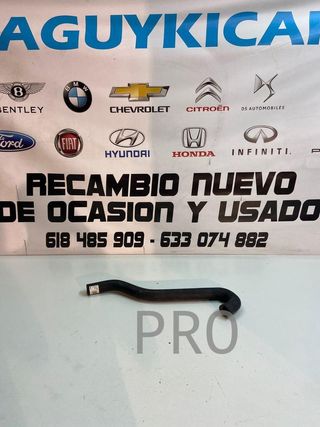 AGUYKICAR
BENTLEY
CHEVROLET
CITROËN
DS AUTOMOBILES
Ford
FIAT
HYUNDAI
HONDA
INFINITI
RECAMBIO NUEVO
DE OCASION Y USADO
618 485 909 - 633 074 882
PRO